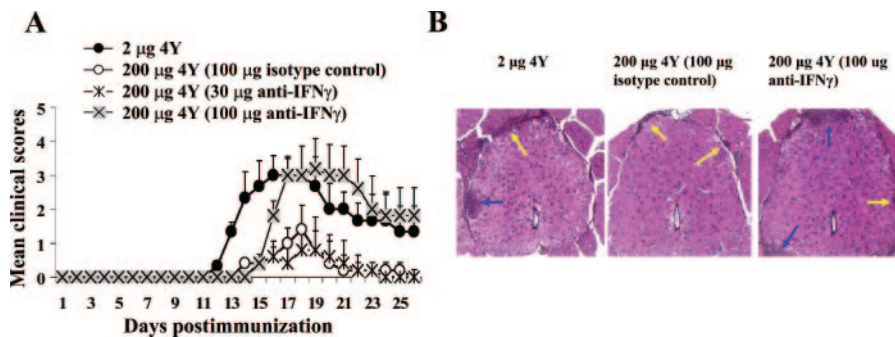 A
2 µg 4Y
200 µg 4Y (100 µg isotype control)
200 µg 4Y (30 µg anti-IFNγ)
200 µg 4Y (100 µg anti-IFNγ)
Mean clinical scores
5
4
3
2
1
0
1 3 5 7 9 11 13 15 17 19 21 23 25
Days postimmunization
B
2 µg 4Y
200 µg 4Y (100 µg
isotype control)
200 µg 4Y (100 ug
anti-IFNγ)